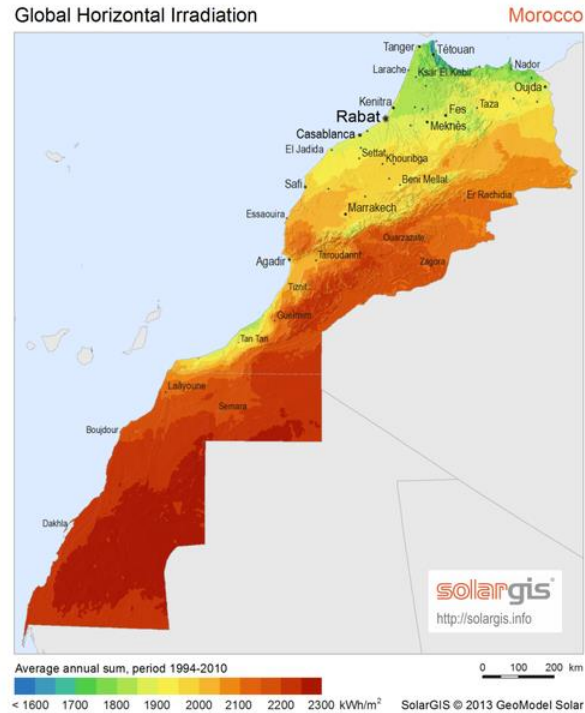 Global Horizontal Irradiation
Morocco
Tanger
Tétouan
Larache
Ksar El Kebir
Nador
Oujda
Kenitra
Fes
Taza
Rabat
Meknès
Casablanca
El Jadida
Settat
Khouribga
Safi
Beni Mellal
Er Rachidia
Essaouira
Marrakech
Ouarzazate
Agadir
Taroudannt
Zagora
Tiznit
Guelmim
Tan Tan
Laâyoune
Semara
Boujdour
Dakhla
solargis
http://solargis.info
Average annual sum, period 1994-2010
0 100 200 km
< 1600 1700 1800 1900 2000 2100 2200 2300 kWh/m²
SolarGIS © 2013 GeoModel Solar